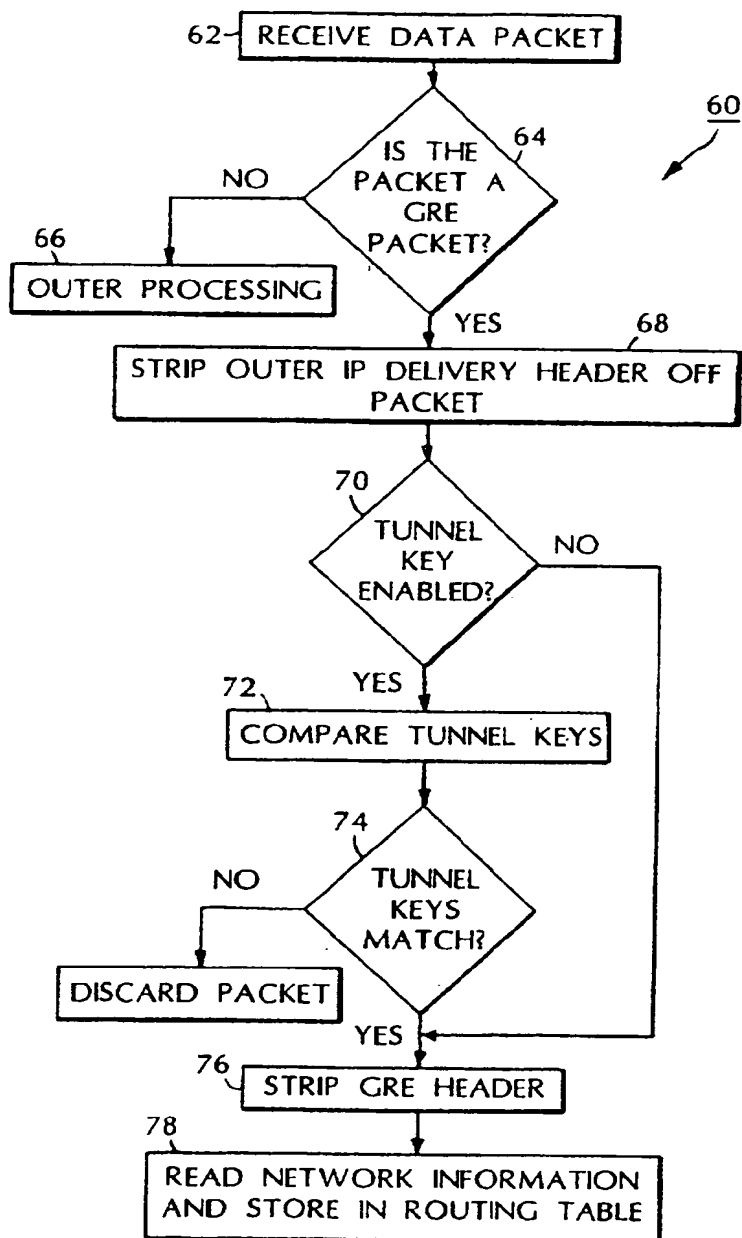 62 RECEIVE DATA PACKET
60
64
IS THE
PACKET A
GRE
PACKET?
NO
66
OUTER PROCESSING
YES
68
STRIP OUTER IP DELIVERY HEADER OFF
PACKET
70
TUNNEL
KEY
ENABLED?
NO
YES
72
COMPARE TUNNEL KEYS
74
TUNNEL
KEYS
MATCH?
NO
DISCARD PACKET
YES
76
STRIP GRE HEADER
78
READ NETWORK INFORMATION
AND STORE IN ROUTING TABLE